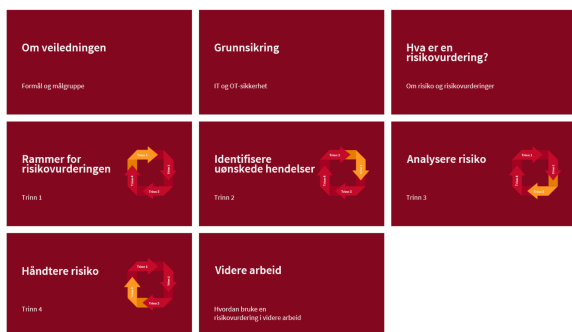 Om veiledningen
Formål og målgruppe
Grunnsikring
IT og OT-sikkerhet
Hva er en
risikovurdering?
Om risiko og risikovurderinger
Rammer for
risikovurderingen
Trinn 1
Identifisere
uønskede hendelser
Trinn 2
Analysere risiko
Trinn 3
Håndtere risiko
Trinn 4
Videre arbeid
Hvordan bruke en
risikovurdering i videre arbeid